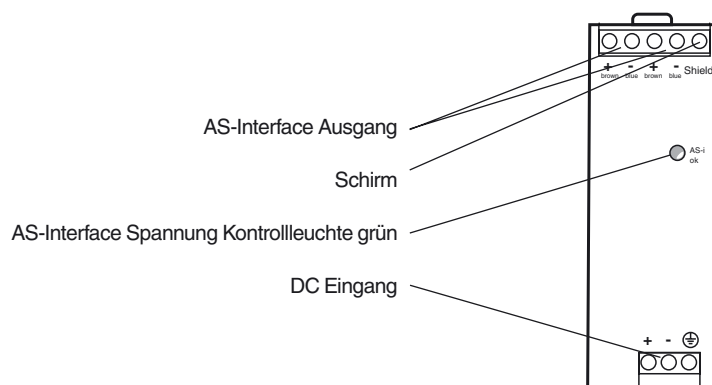 + - + - Shield
brown blue brown blue
AS-Interface Ausgang
AS-i
ok
Schirm
AS-Interface Spannung Kontrollleuchte grün
DC Eingang
+ -